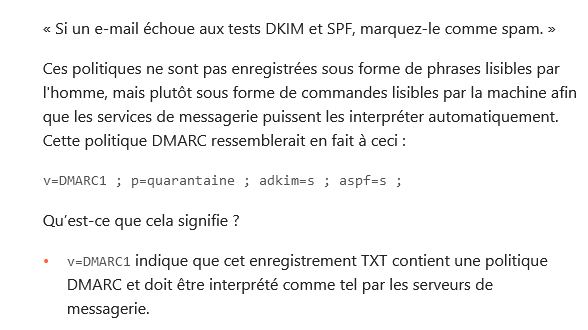 « Si un e-mail échoue aux tests DKIM et SPF, marquez-le comme spam. »
Ces politiques ne sont pas enregistrées sous forme de phrases lisibles par
l'homme, mais plutôt sous forme de commandes lisibles par la machine afin
que les services de messagerie puissent les interpréter automatiquement.
Cette politique DMARC ressemblerait en fait à ceci :
v=DMARC1 ; p=quarantaine ; adkim=s ; aspf=s ;
Qu’est-ce que cela signifie ?
• v=DMARC1 indique que cet enregistrement TXT contient une politique
DMARC et doit être interprété comme tel par les serveurs de
messagerie.